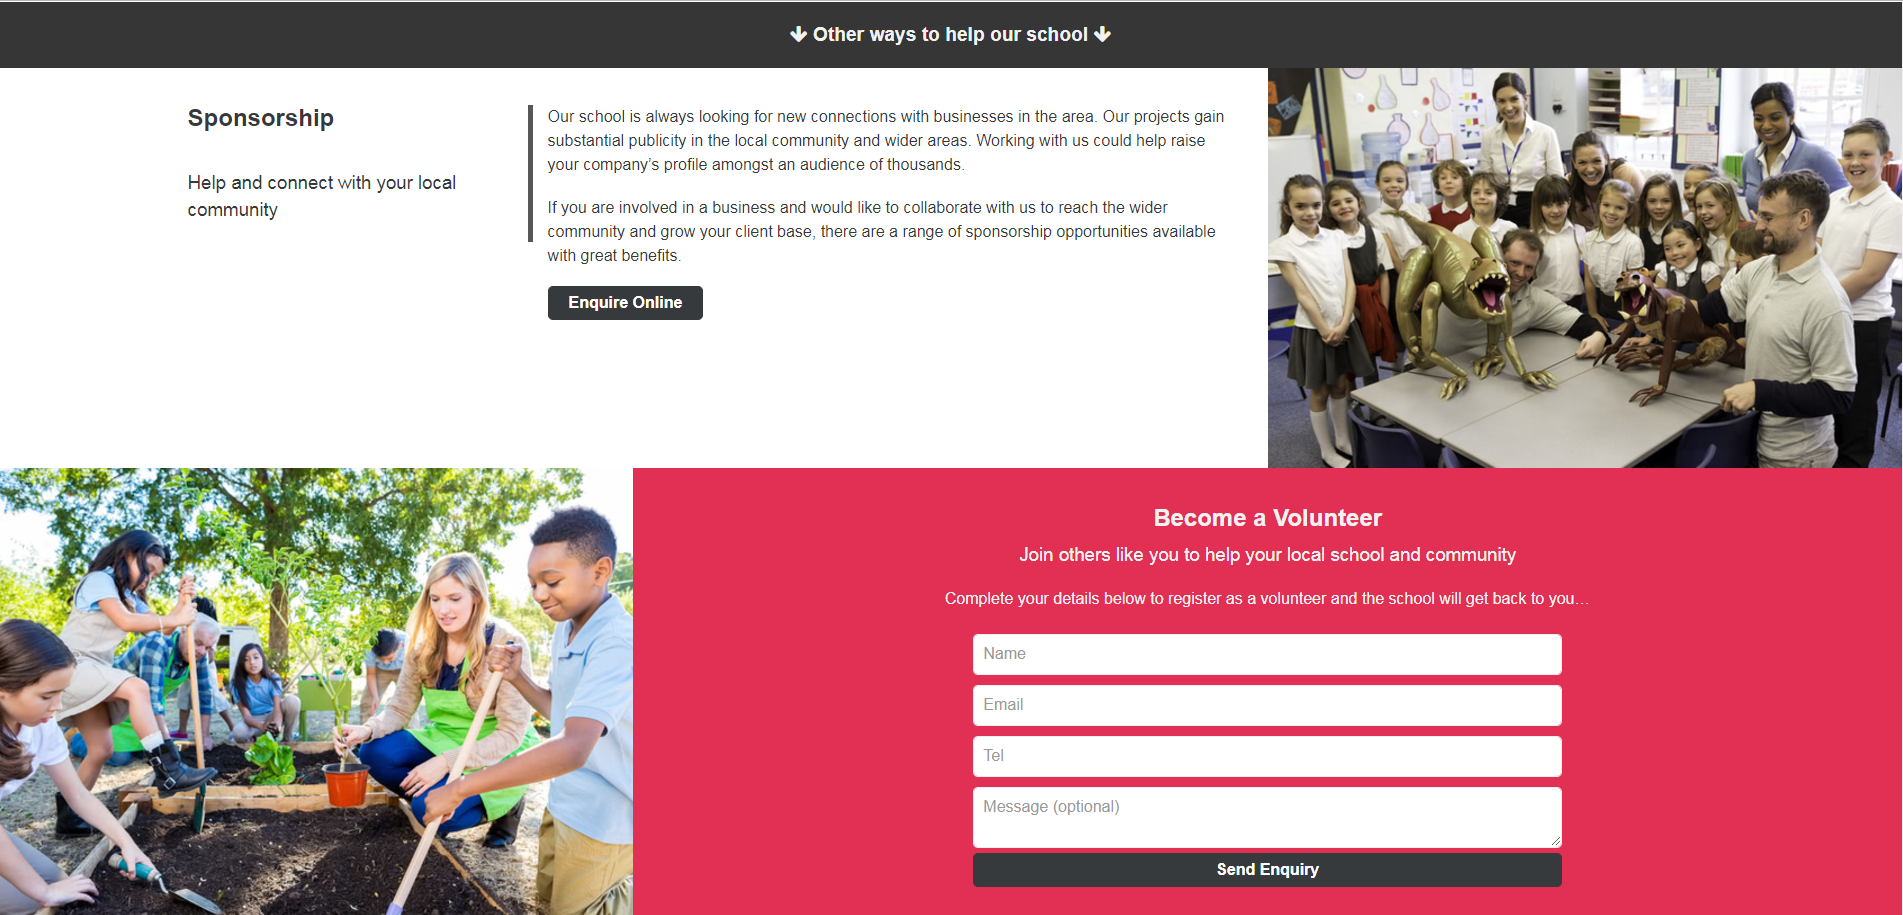 Other ways to help our school
Sponsorship
Help and connect with your local
community
Our school is always looking for new connections with businesses in the area. Our projects gain
substantial publicity in the local community and wider areas. Working with us could help raise
your company’s profile amongst an audience of thousands.
If you are involved in a business and would like to collaborate with us to reach the wider
community and grow your client base, there are a range of sponsorship opportunities available
with great benefits.
Enquire Online
Become a Volunteer
Join others like you to help your local school and community
Complete your details below to register as a volunteer and the school will get back to you…
Name
Email
Tel
Message (optional)
Send Enquiry